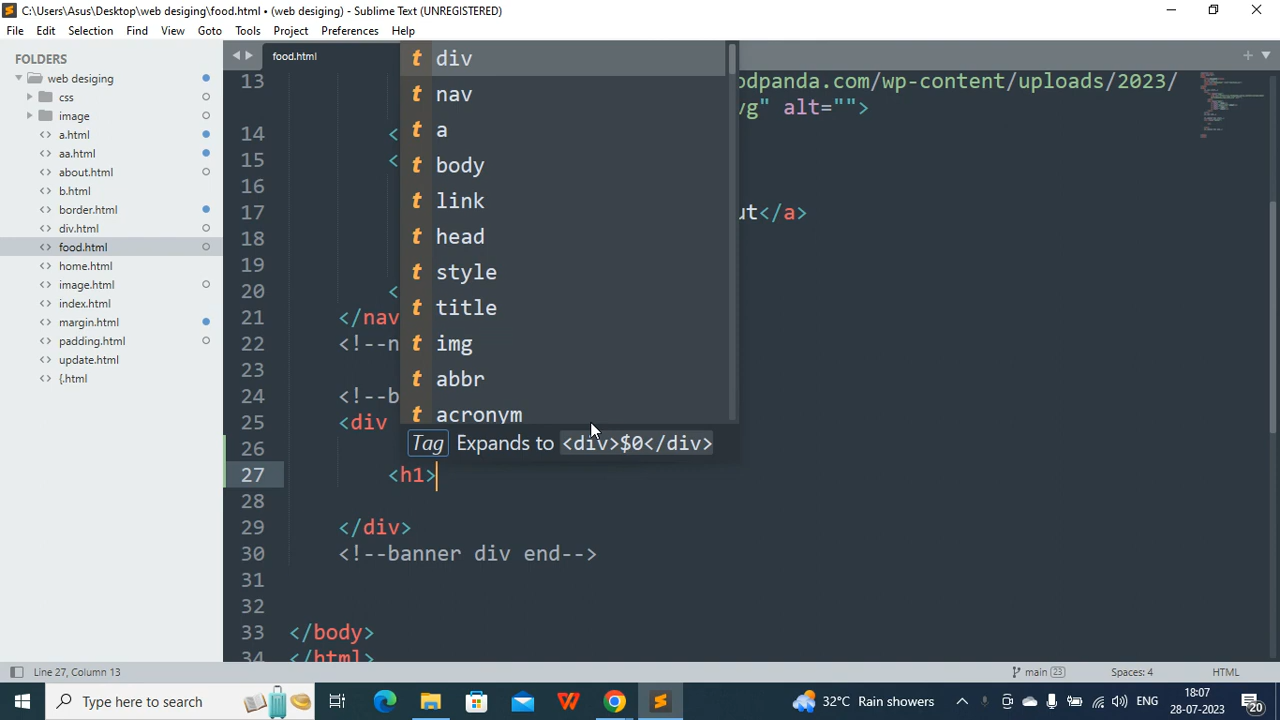 C:\Users\Asus\Desktop\web desiging\food.html • (web desiging) - Sublime Text (UNREGISTERED)
File Edit Selection Find View Goto Tools Project Preferences Help
FOLDERS
web desiging
css
image
a.html
aa.html
about.html
b.html
border.html
div.html
food.html
home.html
image.html
index.html
margin.html
padding.html
update.html
{.html
food.html
13 odpanda.com/wp-content/uploads/2023/
vg" alt="">
14 <
15 <
16
17 ut</a>
18
19
20 <
21 </nav
22 <!--n
23
24 <!--b
25 <div
26
27 <h1>
28
29 </div>
30 <!--banner div end-->
31
32
33 </body>
34 </html>
t div
t nav
t a
t body
t link
t head
t style
t title
t img
t abbr
t acronym
Tag Expands to <div>$0</div>
Line 27, Column 13
main 23
Spaces: 4
HTML
Type here to search
32°C Rain showers
ENG
18:07
28-07-2023
20